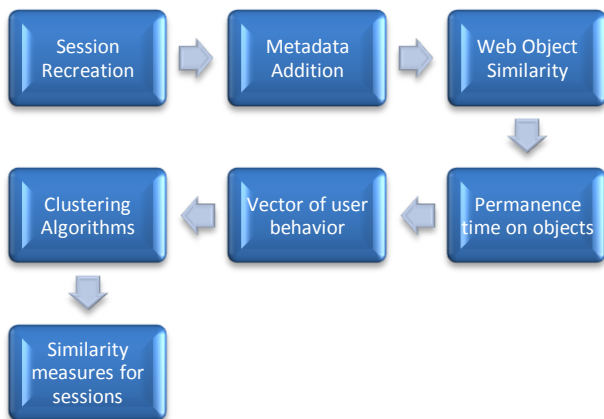 Session
Recreation
Metadada
Addition
Web Object
Similarity
Permanence
time on objects
Vector of user
behavior
Clustering
Algorithms
Similarity
measures for
sessions